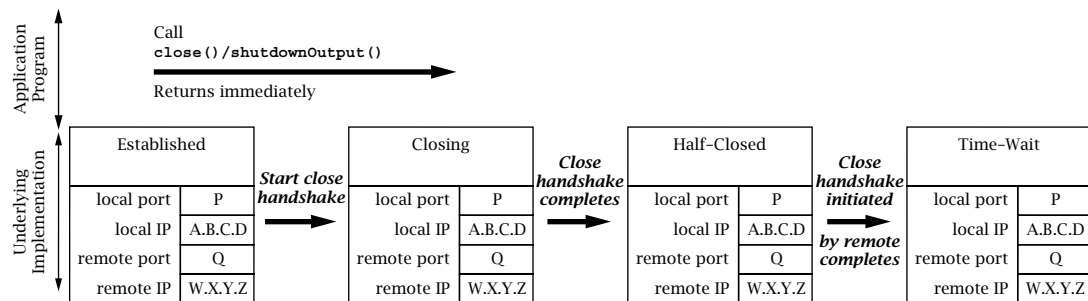 Application
Program
Call
close()/shutdownOutput()
Returns immediately
Underlying
Implementation
Established
local port P
local IP A.B.C.D
remote port Q
remote IP W.X.Y.Z
Start close
handshake
Closing
local port P
local IP A.B.C.D
remote port Q
remote IP W.X.Y.Z
Close
handshake
completes
Half-Closed
local port P
local IP A.B.C.D
remote port Q
remote IP W.X.Y.Z
Close
handshake
initiated
by remote
completes
Time-Wait
local port P
local IP A.B.C.D
remote port Q
remote IP W.X.Y.Z